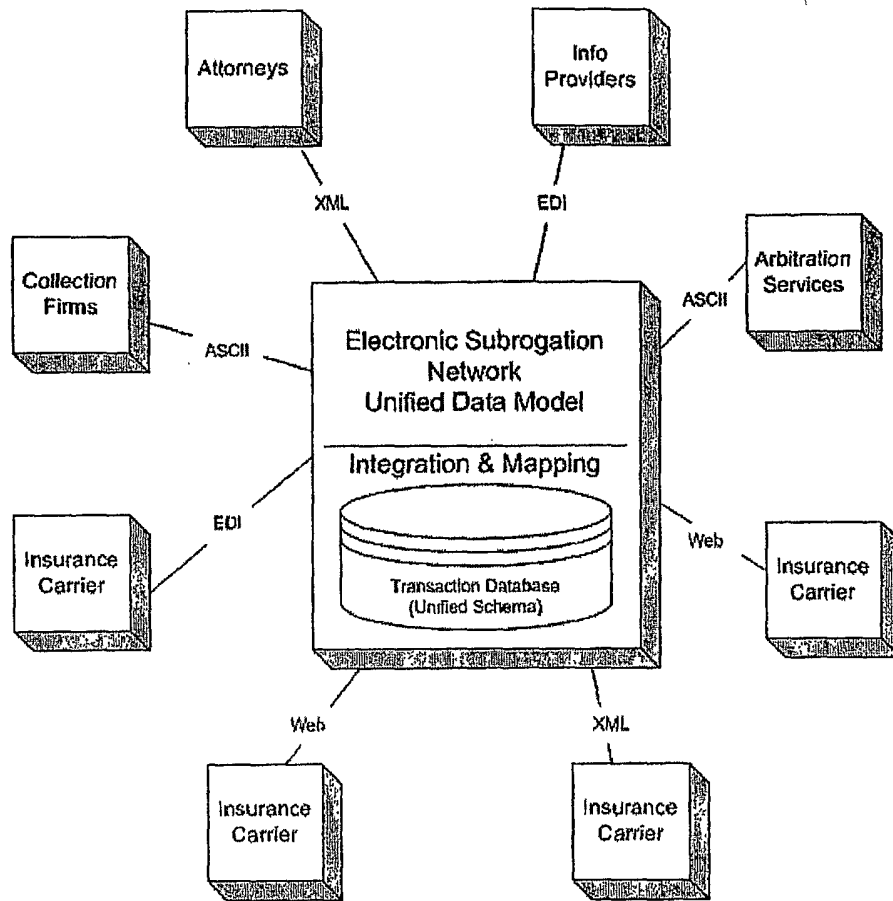 Attorneys
Info
Providers
XML
EDI
Collection
Firms
Arbitration
Services
ASCII
ASCII
Electronic Subrogation
Network
Unified Data Model
Integration & Mapping
Transaction Database
(Unified Schema)
EDI
Insurance
Carrier
Web
Insurance
Carrier
Web
XML
Insurance
Carrier
Insurance
Carrier